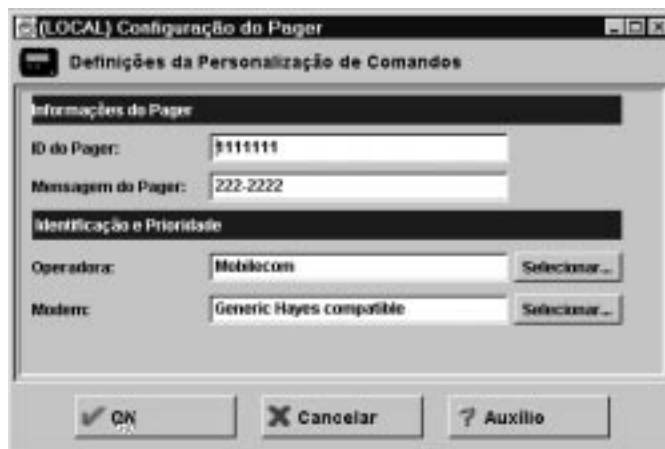 (LOCAL) Configuração do Pager
Definições da Personalização de Comandos
Informações do Pager
ID do Pager: 1111111
Mensagem do Pager: 222-2222
Identificação e Prioridade
Operadora: Mobilecom Selecionar...
Modem: Generic Hayes compatible Selecionar...
OK Cancelar Auxílio